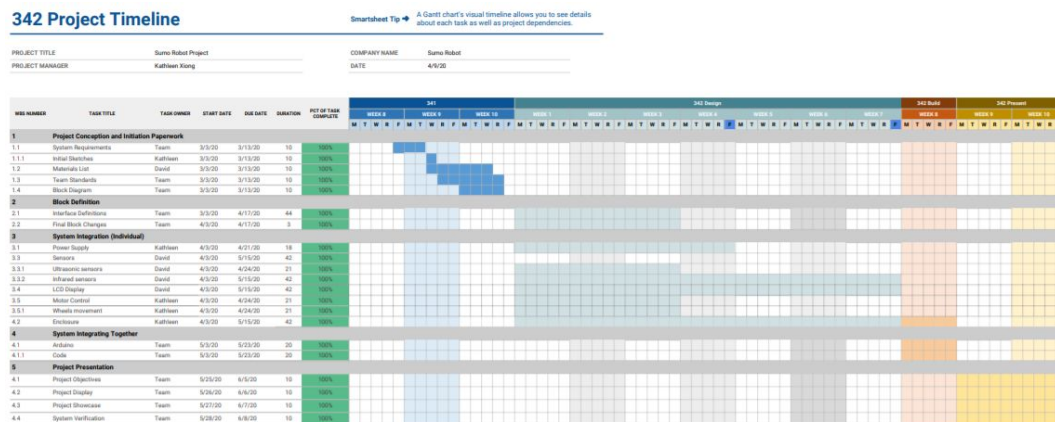 342 Project Timeline
Smartsheet Tip ➔ A Gantt chart's visual timeline allows you to see details
about each task as well as project dependencies.
PROJECT TITLE Sumo Robot Project COMPANY NAME Sumo Robot
PROJECT MANAGER Kathleen Xiong DATE 4/9/20
341 342 Design 342 Build 342 Present
WBS NUMBER TASK TITLE TASK OWNER START DATE DUE DATE DURATION PCT OF TASK COMPLETE WEEK 8 WEEK 9 WEEK 10 WEEK 1 WEEK 2 WEEK 3 WEEK 4 WEEK 5 WEEK 6 WEEK 7 WEEK 8 WEEK 9 WEEK 10
M T W R F M T W R F M T W R F M T W R F M T W R F M T W R F M T W R F M T W R F M T W R F M T W R F M T W R F M T W R F M T W R
1 Project Conception and Initiation Paperwork
1.1 System Requirements Team 3/3/20 3/13/20 10 100%
1.1.1 Initial Sketches Kathleen 3/3/20 3/13/20 10 100%
1.2 Materials List David 3/3/20 3/13/20 10 100%
1.3 Team Standards Team 3/3/20 3/13/20 10 100%
1.4 Block Diagram Team 3/3/20 3/13/20 10 100%
2 Block Definition
2.1 Interface Definitions Team 3/3/20 4/17/20 44 100%
2.2 Final Block Changes Team 4/17/20 100%
3 System Integration (Individual)
3.1 Power Supply Kathleen 4/3/20 4/21/20 18 100%
3.3 Sensors David 4/3/20 5/15/20 42 100%
3.3.1 Ultrasonic sensors David 4/3/20 4/24/20 21 100%
3.3.2 Infrared sensors David 4/3/20 5/15/20 42 100%
3.4 LCD Display David 4/3/20 5/15/20 42 100%
3.5 Motor Control Kathleen 4/3/20 4/24/20 21 100%
3.5.1 Wheels movement Kathleen 4/3/20 4/24/20 21 100%
4.2 Enclosure Kathleen 4/3/20 5/15/20 42 100%
4 System Integrating Together
4.1 Arduino Team 5/3/20 5/23/20 20 100%
4.1.1 Code Team 5/3/20 5/23/20 20 100%
5 Project Presentation
4.1 Project Objectives Team 5/25/20 6/5/20 10 100%
4.2 Project Display Team 5/26/20 6/6/20 10 100%
4.3 Project Showcase Team 5/27/20 6/7/20 10 100%
4.4 System Verification Team 5/28/20 6/8/20 10 100%